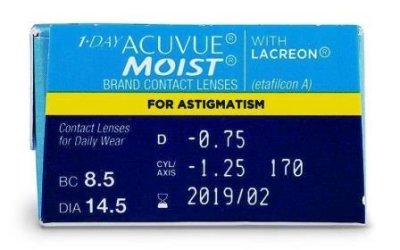 1-DAY ACUVUE® MOIST®
BRAND CONTACT LENSES
WITH LACREON®
(etafilcon A)
FOR ASTIGMATISM
Contact Lenses
for Daily Wear
BC 8.5
DIA 14.5
D -0.75
CYL/AXIS -1.25 170
2019/02